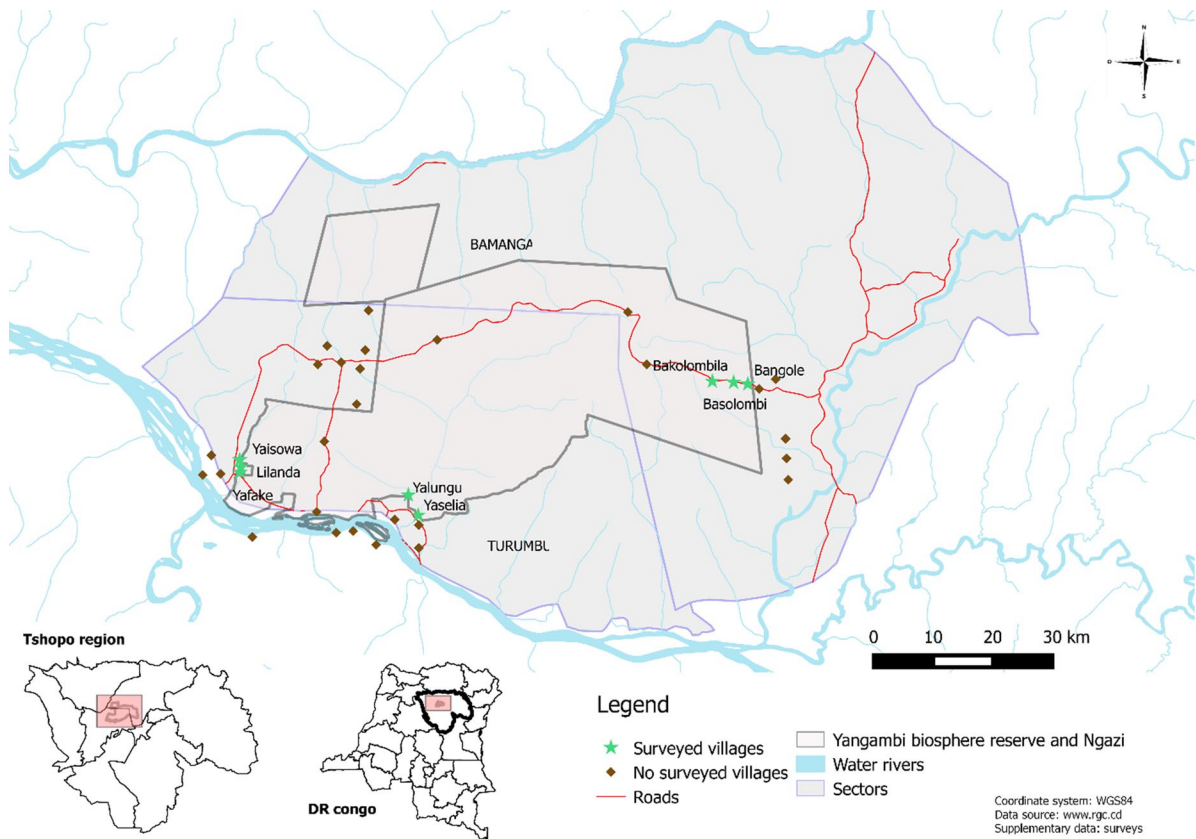 N
O E
S
BAMANGA
Bakolombila
Bangole
Basolombi
Yaisowa
Lilanda
Yafake
Yalungu
Yaselia
TURUMBU
0 10 20 30 km
Tshopo region
DR congo
Legend
Surveyed villages
No surveyed villages
Roads
Yangambi biosphere reserve and Ngazi
Water rivers
Sectors
Coordinate system: WGS84
Data source: www.rgc.cd
Supplementary data: surveys